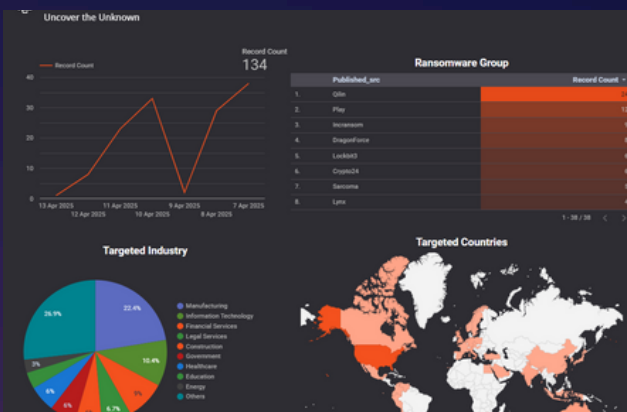 Uncover the Unknown
Record Count
134
Record Count
40
30
20
10
0
13 Apr 2025
12 Apr 2025
11 Apr 2025
10 Apr 2025
9 Apr 2025
8 Apr 2025
7 Apr 2025
Ransomware Group
Published_src Record Count
1. Qilin
2. Play 12
3. Incransom
4. DragonForce
5. Lockbit3
6. Crypto24
7. Sarcoma
8. Lynx
1 - 38 / 38
Targeted Industry
22.4%
10.4%
9%
6.7%
6%
6%
3%
26.9%
Manufacturing
Information Technology
Financial Services
Legal Services
Construction
Government
Healthcare
Education
Energy
Others
Targeted Countries